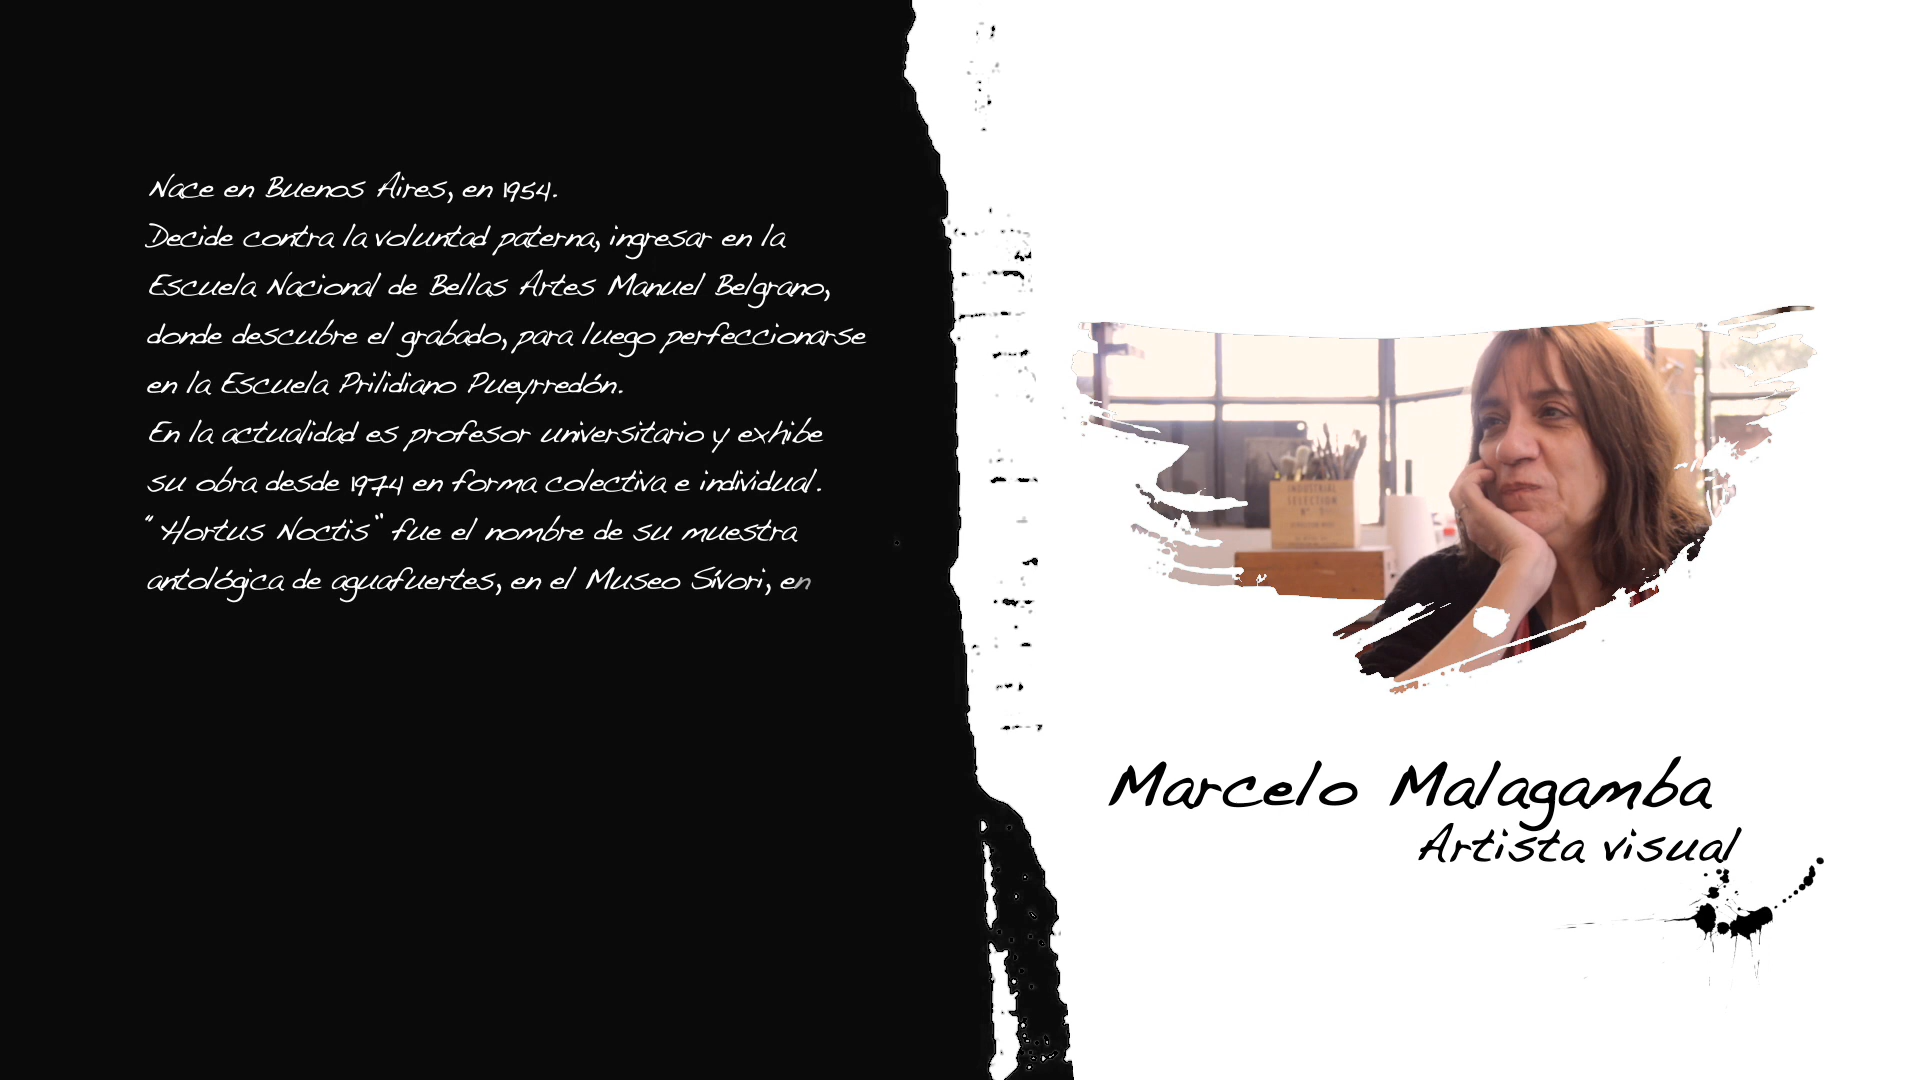 Nace en Buenos Aires, en 1954.
Decide contra la voluntad paterna, ingresar en la
Escuela Nacional de Bellas Artes Manuel Belgrano,
donde descubre el grabado, para luego perfeccionarse
en la Escuela Prilidiano Pueyrredón.
En la actualidad es profesor universitario y exhibe
su obra desde 1974 en forma colectiva e individual.
"Hortus Noctis" fue el nombre de su muestra
antológica de aguafuertes, en el Museo Sívori, en
INDUSTRIAL
SELECTION
Marcelo Malagamba
Artista visual